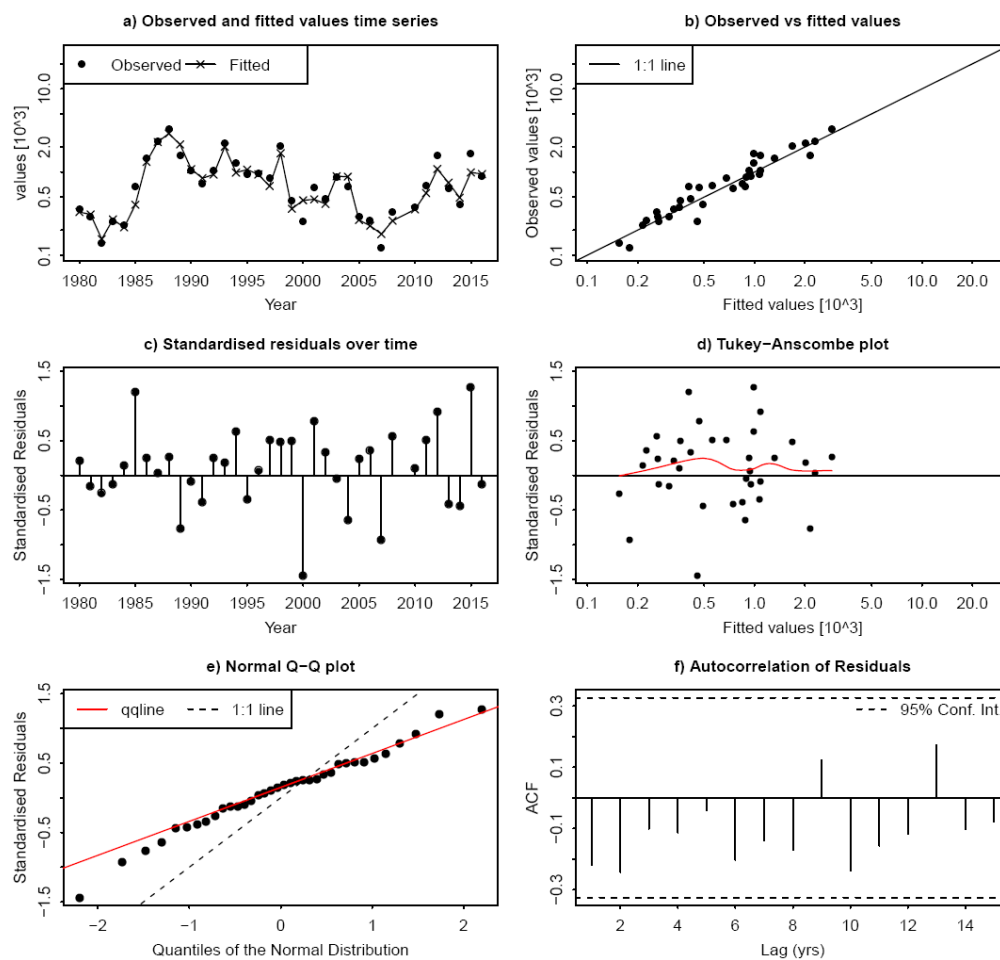 a) Observed and fitted values time series
Observed Fitted
values [10^3]
10.0
2.0
0.5
0.1
1980 1985 1990 1995 2000 2005 2010 2015
Year
b) Observed vs fitted values
1:1 line
Observed values [10^3]
10.0
2.0
0.5
0.1
0.1 0.2 0.5 1.0 2.0 5.0 10.0 20.0
Fitted values [10^3]
c) Standardised residuals over time
Standardised Residuals
1.5
0.5
−0.5
−1.5
1980 1985 1990 1995 2000 2005 2010 2015
Year
d) Tukey−Anscombe plot
Standardised Residuals
1.5
0.5
−0.5
−1.5
0.1 0.2 0.5 1.0 2.0 5.0 10.0 20.0
Fitted values [10^3]
e) Normal Q−Q plot
qqline 1:1 line
Standardised Residuals
1.5
0.5
−0.5
−1.5
−2 −1 0 1 2
Quantiles of the Normal Distribution
f) Autocorrelation of Residuals
95% Conf. Int.
ACF
0.3
0.1
−0.1
−0.3
2 4 6 8 10 12 14
Lag (yrs)